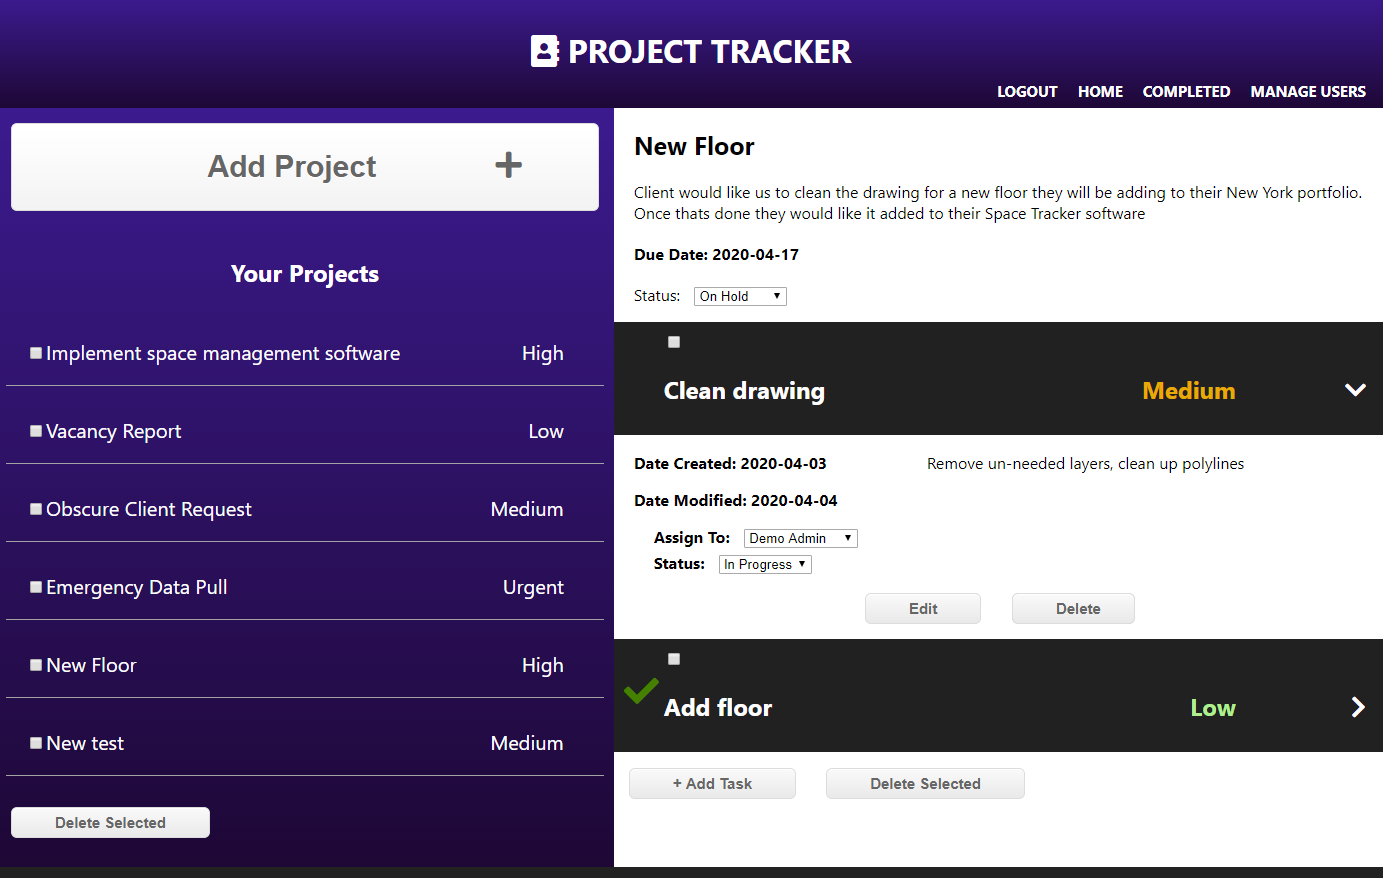 PROJECT TRACKER
LOGOUT HOME COMPLETED MANAGE USERS
Add Project +
Your Projects
Implement space management software High
Vacancy Report Low
Obscure Client Request Medium
Emergency Data Pull Urgent
New Floor High
New test Medium
Delete Selected
New Floor
Client would like us to clean the drawing for a new floor they will be adding to their New York portfolio.
Once thats done they would like it added to their Space Tracker software
Due Date: 2020-04-17
Status: On Hold
Clean drawing Medium
Date Created: 2020-04-03 Remove un-needed layers, clean up polylines
Date Modified: 2020-04-04
Assign To: Demo Admin
Status: In Progress
Edit Delete
Add floor Low
+ Add Task Delete Selected